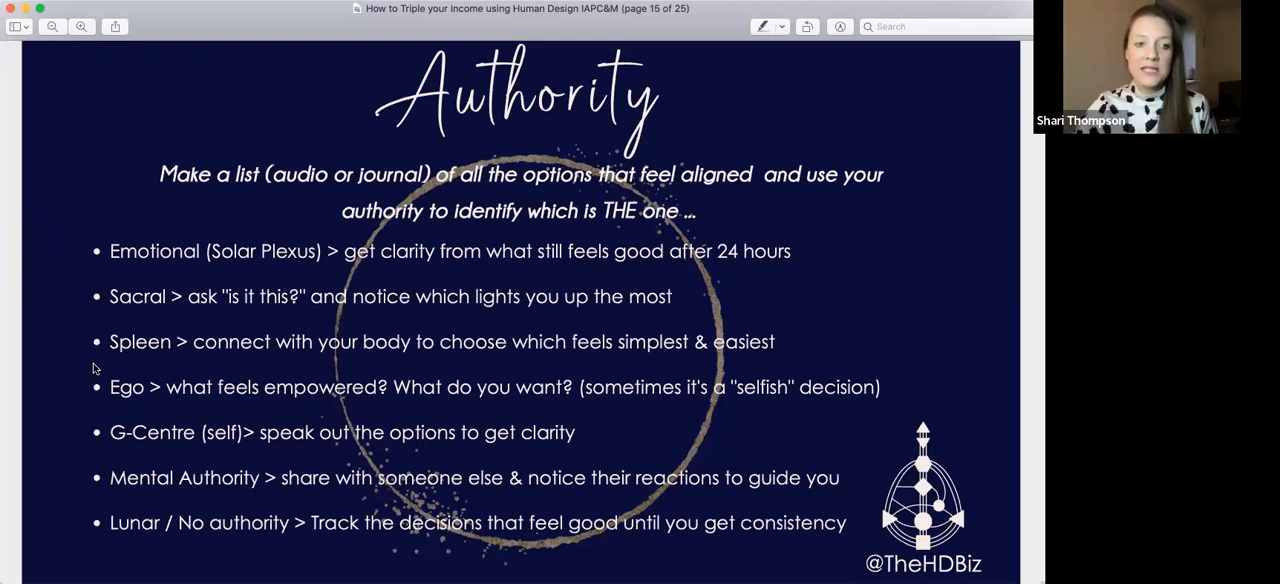 How to Triple your Income using Human Design IAPC&M (page 15 of 25)
Search
Shari Thompson
Authority
Make a list (audio or journal) of all the options that feel aligned and use your
authority to identify which is THE one ...
• Emotional (Solar Plexus) > get clarity from what still feels good after 24 hours
• Sacral > ask "is it this?" and notice which lights you up the most
• Spleen > connect with your body to choose which feels simplest & easiest
• Ego > what feels empowered? What do you want? (sometimes it's a "selfish" decision)
• G-Centre (self)> speak out the options to get clarity
• Mental Authority > share with someone else & notice their reactions to guide you
• Lunar / No authority > Track the decisions that feel good until you get consistency
@TheHDBiz